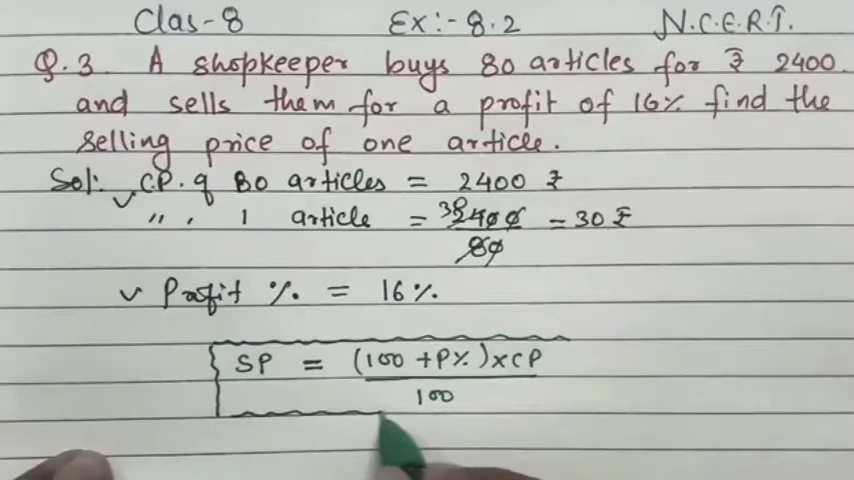 Clas-8 Ex:-8.2 N.C.E.R.T.
Q.3. A shopkeeper buys 80 articles for ₹ 2400.
and sells them for a profit of 16% find the
selling price of one article.
Sol: C.P. of 80 articles = 2400 ₹
✓ ,, , 1 article = 30 2400/80 = 30 ₹
✓ Profit % = 16%
SP = (100 + P%) × CP
100